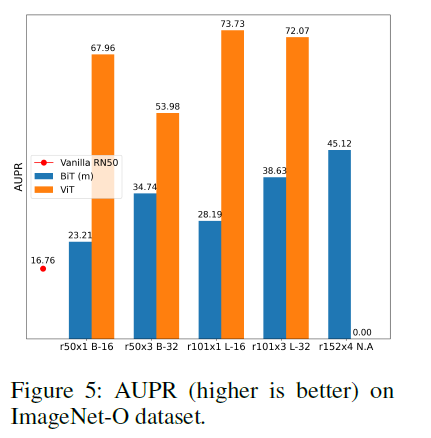 73.73
72.07
67.96
53.98
45.12
38.63
34.74
28.19
23.21
16.76
0.00
AUPR
Vanilla RN50
BiT (m)
ViT
r50x1 B-16 r50x3 B-32 r101x1 L-16 r101x3 L-32 r152x4 N.A
Figure 5: AUPR (higher is better) on
ImageNet-O dataset.